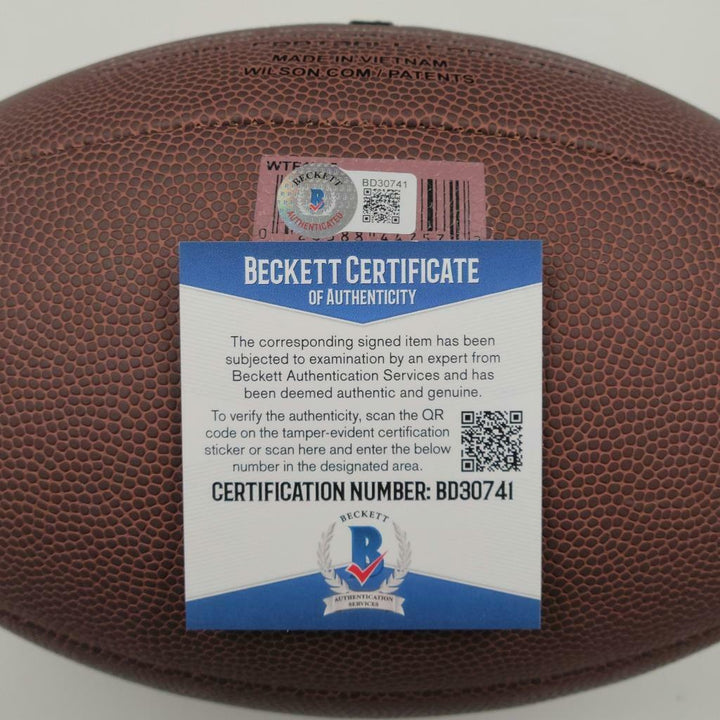 MADE IN VIETNAM
WILSON.COM/PATENTS
BECKETT
B
AUTHENTICATED
BD30741
BECKETT CERTIFICATE
OF AUTHENTICITY
The corresponding signed item has been
subjected to examination by an expert from
Beckett Authentication Services and has
been deemed authentic and genuine.
To verify the authenticity, scan the QR
code on the tamper-evident certification
sticker or scan here and enter the below
number in the designated area.
CERTIFICATION NUMBER: BD30741
BECKETT
B
AUTHENTICATION
SERVICES